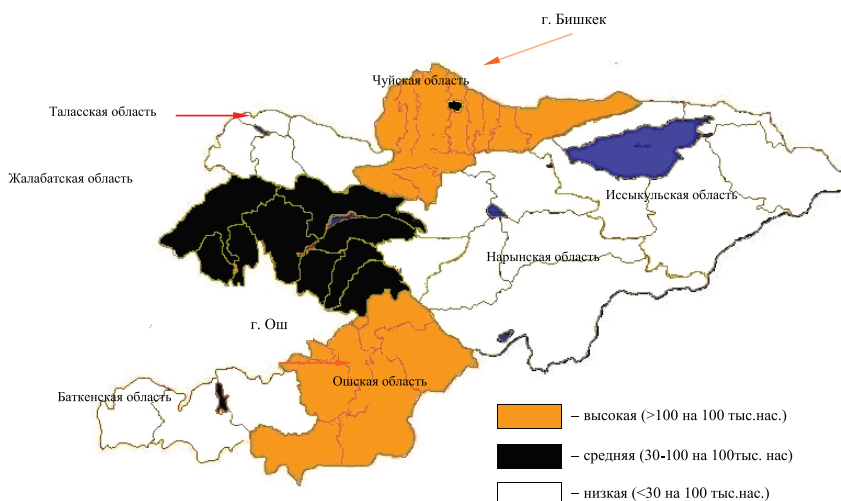 г. Бишкек
Чуйская область
Таласская область
Жалабатская область
Иссыкульская область
Нарынская область
г. Ош
Ошская область
Баткенская область
– высокая (>100 на 100 тыс.нас.)
– средняя (30-100 на 100тыс. нас)
– низкая (<30 на 100 тыс.нас.)